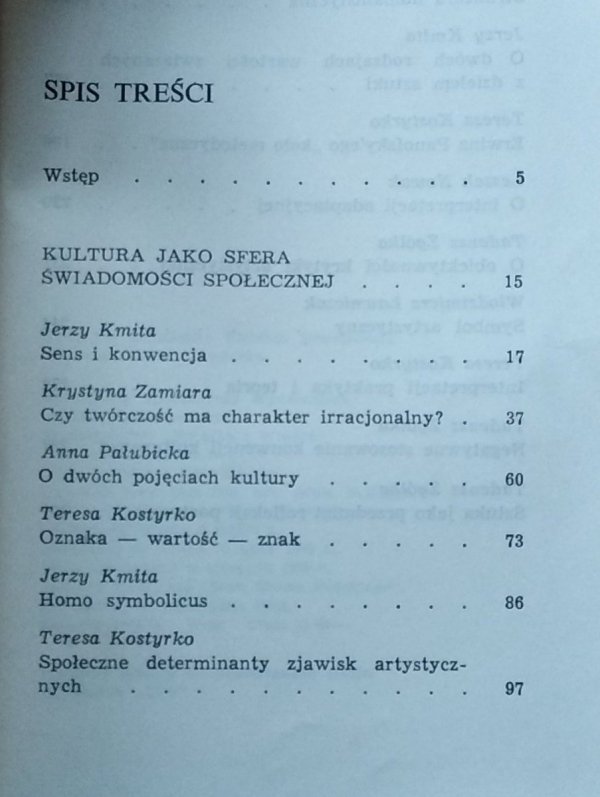 SPIS TREŚCI
Wstęp . . . . . . . . . . . 5
KULTURA JAKO SFERA
ŚWIADOMOŚCI SPOŁECZNEJ . . . . 15
Jerzy Kmita
Sens i konwencja . . . . . . . . 17
Krystyna Zamiara
Czy twórczość ma charakter irracjonalny? . 37
Anna Pałubicka
O dwóch pojęciach kultury . . . . . 60
Teresa Kostyrko
Oznaka — wartość — znak . . . . . 73
Jerzy Kmita
Homo symbolicus . . . . . . . . 86
Teresa Kostyrko
Społeczne determinanty zjawisk artystycz-
nych . . . . . . . . . . . 97